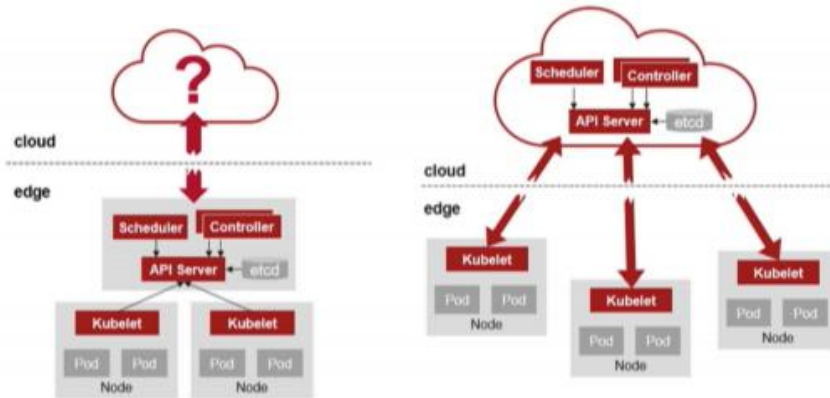 ?
cloud
edge
Scheduler
Controller
API Server
etcd
Kubelet
Kubelet
Pod
Pod
Pod
Pod
Node
Node
Scheduler
Controller
API Server
etcd
cloud
edge
Kubelet
Pod
Pod
Node
Kubelet
Pod
Pod
Node
Kubelet
Pod
Pod
Node